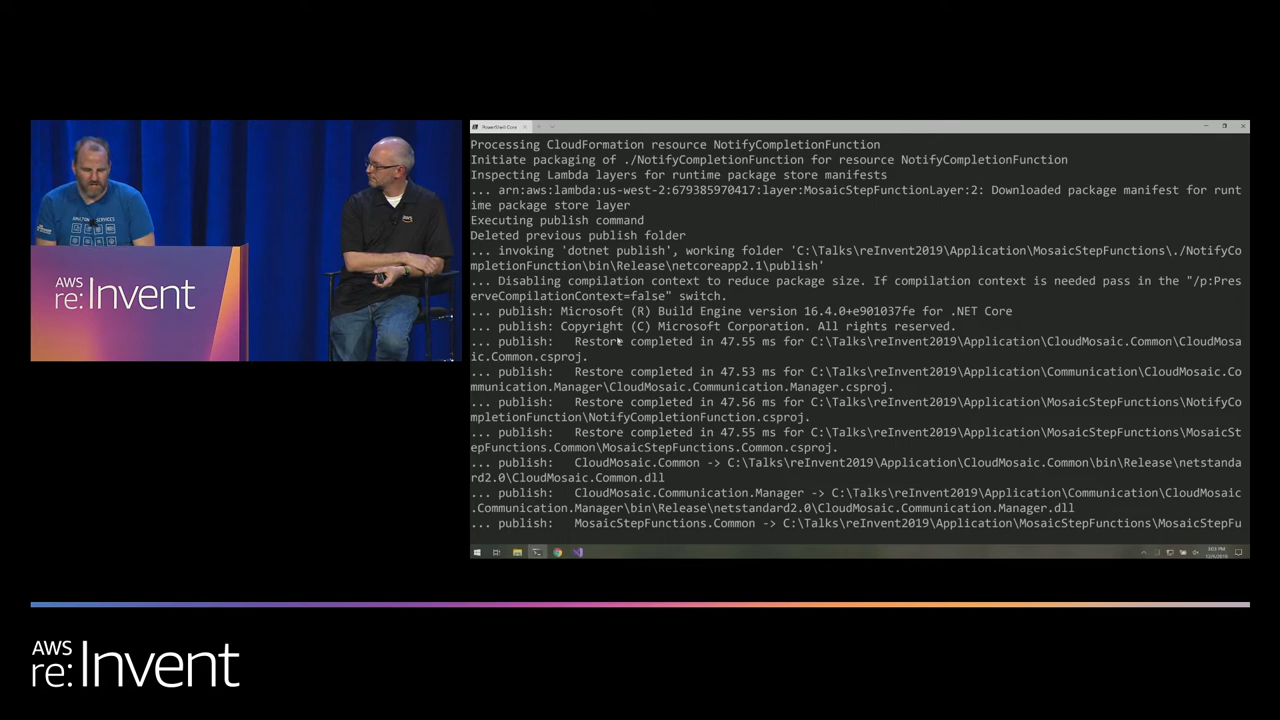 PowerShell Core
Processing CloudFormation resource NotifyCompletionFunction
Initiate packaging of ./NotifyCompletionFunction for resource NotifyCompletionFunction
Inspecting Lambda layers for runtime package store manifests
... arn:aws:lambda:us-west-2:679385970417:layer:MosaicStepFunctionLayer:2: Downloaded package manifest for runt
ime package store layer
Executing publish command
Deleted previous publish folder
... invoking 'dotnet publish', working folder 'C:\Talks\reInvent2019\Application\MosaicStepFunctions\./NotifyCo
mpletionFunction\bin\Release\netcoreapp2.1\publish'
... Disabling compilation context to reduce package size. If compilation context is needed pass in the "/p:Pres
erveCompilationContext=false" switch.
... publish: Microsoft (R) Build Engine version 16.4.0+e901037fe for .NET Core
... publish: Copyright (C) Microsoft Corporation. All rights reserved.
... publish:   Restore completed in 47.55 ms for C:\Talks\reInvent2019\Application\CloudMosaic.Common\CloudMosa
ic.Common.csproj.
... publish:   Restore completed in 47.53 ms for C:\Talks\reInvent2019\Application\Communication\CloudMosaic.Co
mmunication.Manager\CloudMosaic.Communication.Manager.csproj.
... publish:   Restore completed in 47.56 ms for C:\Talks\reInvent2019\Application\MosaicStepFunctions\NotifyCo
mpletionFunction\NotifyCompletionFunction.csproj.
... publish:   Restore completed in 47.55 ms for C:\Talks\reInvent2019\Application\MosaicStepFunctions\MosaicSt
epFunctions.Common\MosaicStepFunctions.Common.csproj.
... publish:   CloudMosaic.Common -> C:\Talks\reInvent2019\Application\CloudMosaic.Common\bin\Release\netstanda
rd2.0\CloudMosaic.Common.dll
... publish:   CloudMosaic.Communication.Manager -> C:\Talks\reInvent2019\Application\Communication\CloudMosaic
.Communication.Manager\bin\Release\netstandard2.0\CloudMosaic.Communication.Manager.dll
... publish:   MosaicStepFunctions.Common -> C:\Talks\reInvent2019\Application\MosaicStepFunctions\MosaicStepFu
3:03 PM
AWS
re:Invent
aws
AWS
re:Invent